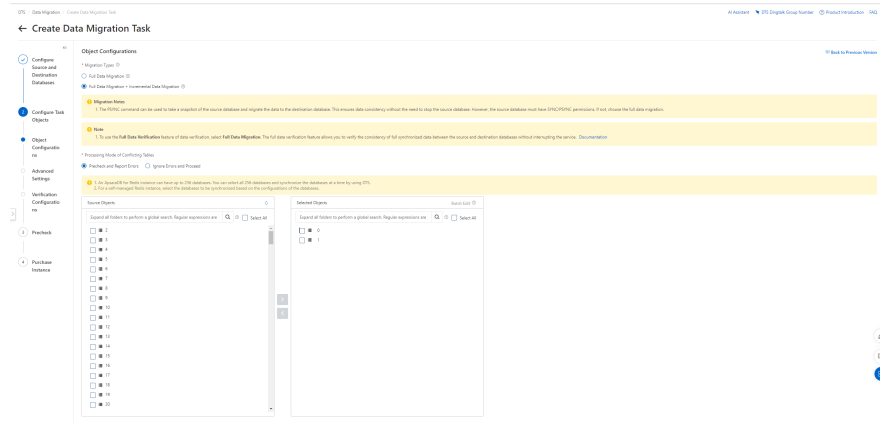 DTS / Data Migration / Create Data Migration Task
AI Assistant DTS Dingtalk Group Number Product Introduction FAQ
← Create Data Migration Task
Configure Source and Destination Databases
2 Configure Task Objects
Object Configurations
Advanced Settings
Verification Configurations
3 Precheck
4 Purchase Instance
Object Configurations
Back to Previous Version
* Migration Types
Full Data Migration
Full Data Migration + Incremental Data Migration
Migration Notes
1. The PSYNC command can be used to take a snapshot of the source database and migrate the data to the destination database. This ensures data consistency without the need to stop the source database. However, the source database must have SYNC/PSYNC permissions. If not, choose the full data migration.
Note
1. To use the Full Data Verification feature of data verification, select Full Data Migration. The full data verification feature allows you to verify the consistency of full synchronized data between the source and destination databases without interrupting the service. Documentation
* Processing Mode of Conflicting Tables
Precheck and Report Errors Ignore Errors and Proceed
1. An ApsaraDB for Redis instance can have up to 256 databases. You can select all 256 databases and synchronize the databases at a time by using DTS.
2. For a self-managed Redis instance, select the databases to be synchronized based on the configurations of the databases.
Source Objects
Expand all folders to perform a global search. Regular expressions are Select All
2
3
4
5
6
7
8
9
10
11
12
13
14
15
16
17
18
19
20
Selected Objects Batch Edit
Expand all folders to perform a global search. Regular expressions are Select All
0
1